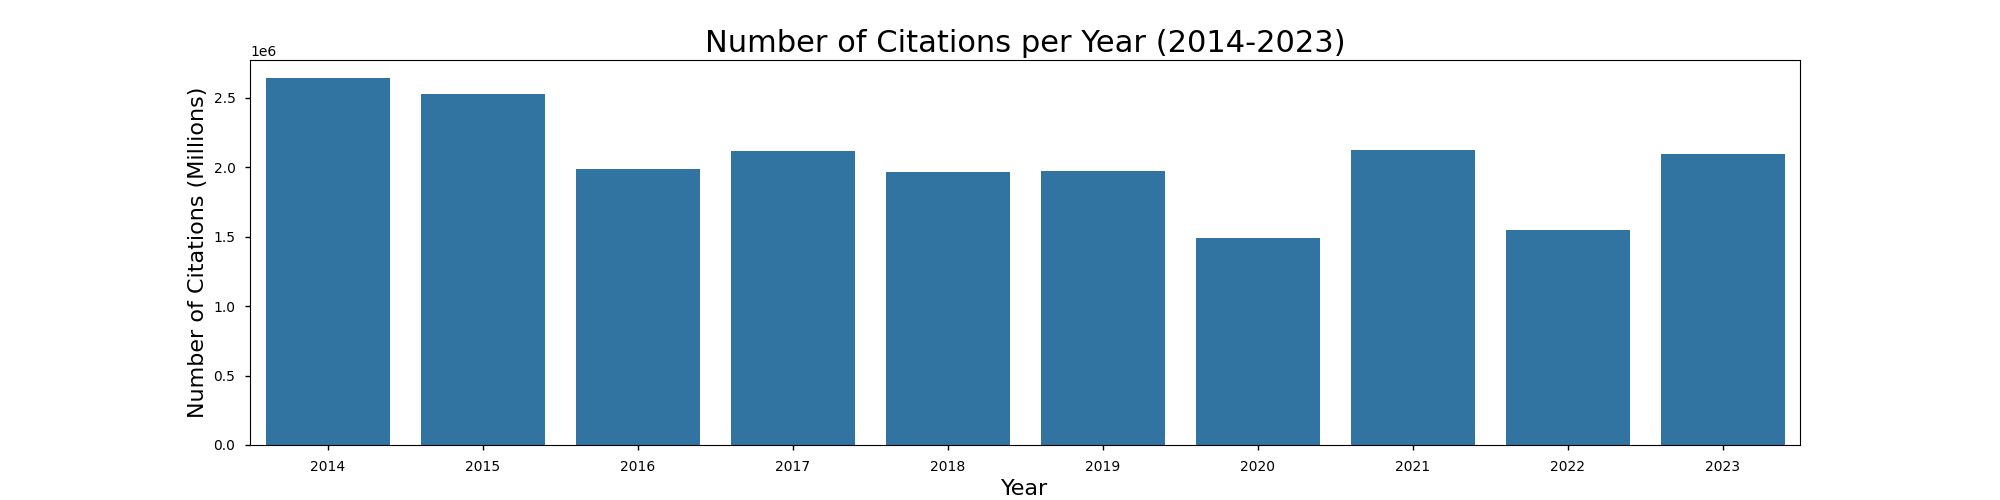 Number of Citations per Year (2014-2023)
1e6
Number of Citations (Millions)
2.5
2.0
1.5
1.0
0.5
0.0
2014 2015 2016 2017 2018 2019 2020 2021 2022 2023
Year